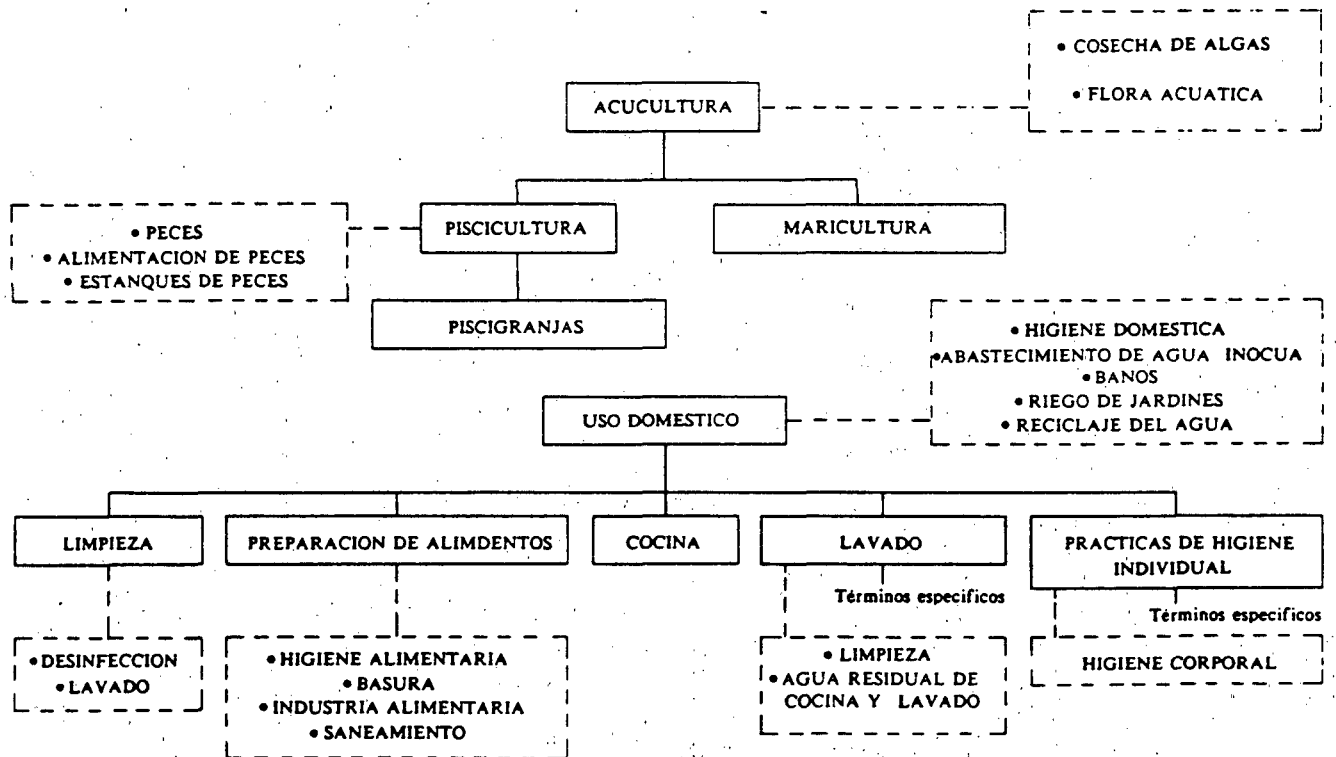 • COSECHA DE ALGAS
• FLORA ACUATICA
ACUCULTURA
• PECES
• ALIMENTACION DE PECES
• ESTANQUES DE PECES
PISCICULTURA
MARICULTURA
PISCIGRANJAS
• HIGIENE DOMESTICA
• ABASTECIMIENTO DE AGUA INOCUA
• BANOS
• RIEGO DE JARDINES
• RECICLAJE DEL AGUA
USO DOMESTICO
LIMPIEZA
PREPARACION DE ALIMDENTOS
COCINA
LAVADO
PRACTICAS DE HIGIENE
INDIVIDUAL
Términos especificos
Términos especificos
• DESINFECCION
• LAVADO
• HIGIENE ALIMENTARIA
• BASURA
• INDUSTRIA ALIMENTARIA
• SANEAMIENTO
• LIMPIEZA
• AGUA RESIDUAL DE
COCINA Y LAVADO
HIGIENE CORPORAL